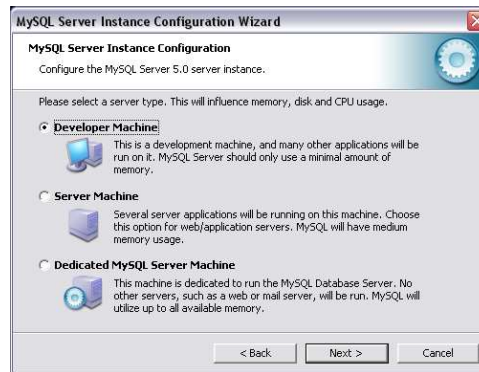 MySQL Server Instance Configuration Wizard
MySQL Server Instance Configuration
Configure the MySQL Server 5.0 server instance.
Please select a server type. This will influence memory, disk and CPU usage.
Developer Machine
This is a development machine, and many other applications will be
run on it. MySQL Server should only use a minimal amount of
memory.
Server Machine
Several server applications will be running on this machine. Choose
this option for web/application servers. MySQL will have medium
memory usage.
Dedicated MySQL Server Machine
This machine is dedicated to run the MySQL Database Server. No
other servers, such as a web or mail server, will be run. MySQL will
utilize up to all available memory.
< Back
Next >
Cancel